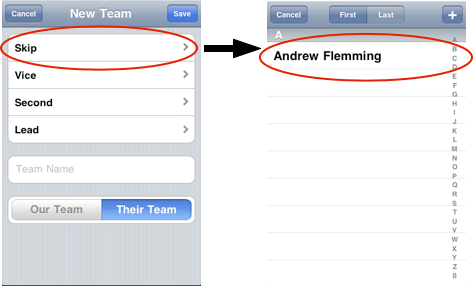 Cancel New Team Save
Skip
Vice
Second
Lead
Team Name
Our Team Their Team
Cancel First Last +
A
Andrew Flemming
A
B
C
D
E
F
G
H
I
J
K
L
M
N
O
P
Q
R
S
T
U
V
W
X
Y
Z
#